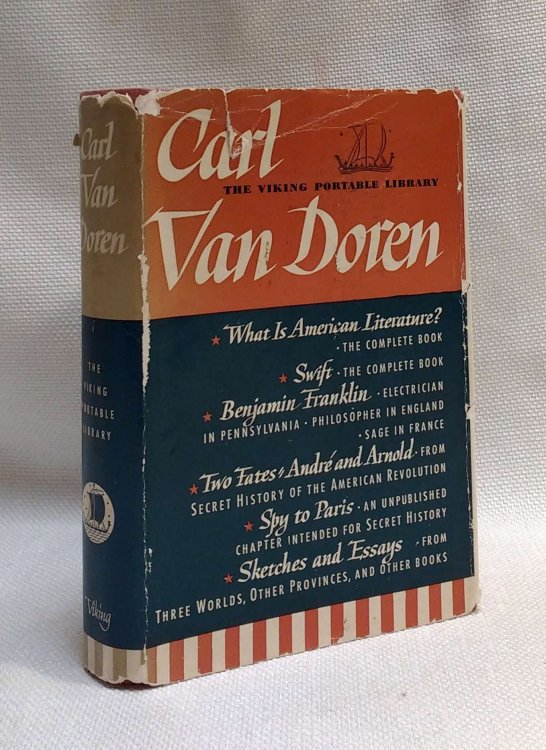 Carl
Van
Doren
THE
VIKING
PORTABLE
LIBRARY
Viking
Carl
THE VIKING PORTABLE LIBRARY
Van Doren
★ What Is American Literature?
· THE COMPLETE BOOK
★ Swift · THE COMPLETE BOOK
★ Benjamin Franklin · ELECTRICIAN
IN PENNSYLVANIA · PHILOSOPHER IN ENGLAND
· SAGE IN FRANCE
★ Two Fates: André and Arnold · FROM
SECRET HISTORY OF THE AMERICAN REVOLUTION
★ Spy to Paris · AN UNPUBLISHED
CHAPTER INTENDED FOR SECRET HISTORY
★ Sketches and Essays · FROM
THREE WORLDS, OTHER PROVINCES, AND OTHER BOOKS